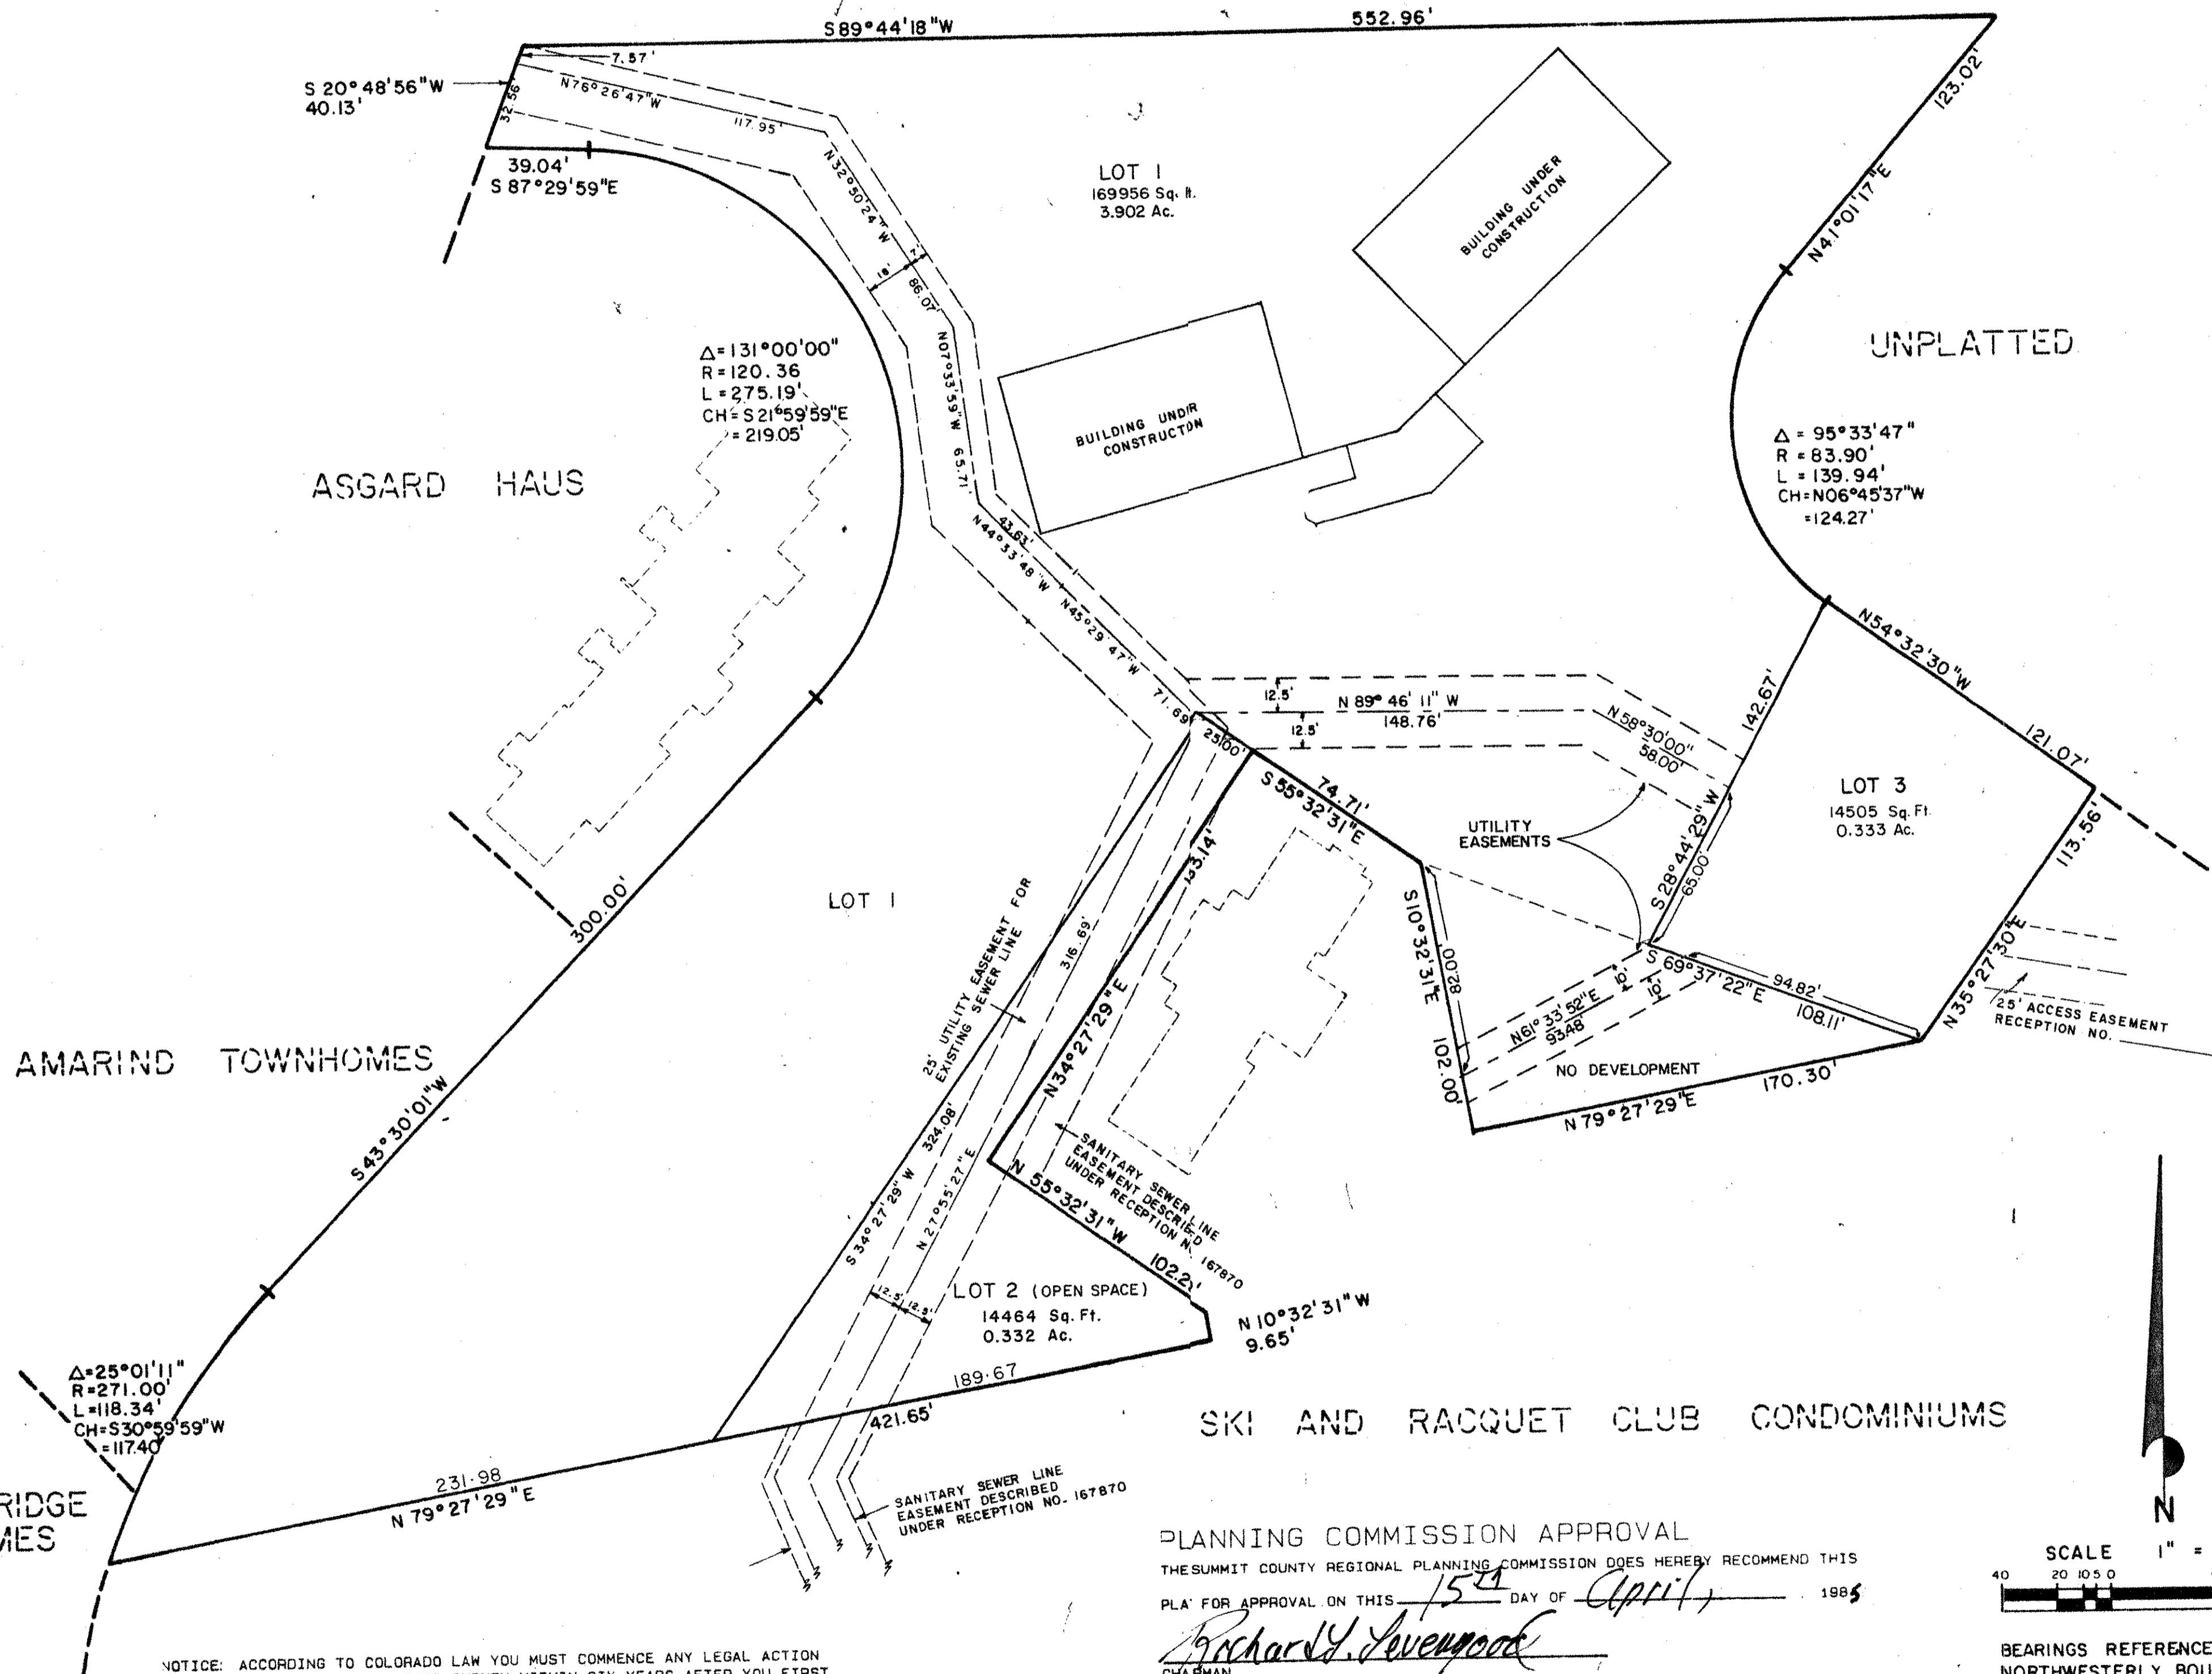 S89°44'18"W
552.96'
S 20°48'56"W
40.13'
7.57'
32.56'
N76°26'47"W
117.95'
39.04'
S 87°29'59"E
N32°50'24"W
86.07'
18'
7'
LOT 1
169956 Sq. ft.
3.902 Ac.
BUILDING UNDER
CONSTRUCTION
BUILDING UNDER
CONSTRUCTION
123.02'
N41°01'17"E
UNPLATTED
Δ=131°00'00"
R=120.36
L=275.19'
CH=S21°59'59"E
=219.05'
N07°33'59"W 65.71'
ASGARD HAUS
Δ = 95°33'47"
R = 83.90'
L = 139.94'
CH=N06°45'37"W
=124.27'
43.63'
N44°33'48"W
N45°29'47"W
71.69'
N54°32'30"W
121.07'
12.5'
12.5'
N 89° 46' 11" W
148.76'
N58°30'00"
58.00'
142.67'
S 28°44'29"W
65.00'
25.00'
74.71'
S 55°32'31"E
LOT 3
14505 Sq. Ft.
0.333 Ac.
113.56'
N35°27'30"E
UTILITY
EASEMENTS
133.14'
N34°27'29"E
LOT 1
300.00'
S43°30'01"W
25' UTILITY EASEMENT FOR
EXISTING SEWER LINE
316.69'
N 27°55'27"E
S 34°27'29"W 324.08'
S10°32'31"E
82.00'
102.00'
S 69°37'22"E
94.82'
108.11'
10'
10'
N61°33'52"E
93.48'
NO DEVELOPMENT
170.30'
N 79°27'29"E
25' ACCESS EASEMENT
RECEPTION NO.
AMARIND TOWNHOMES
SANITARY SEWER LINE
EASEMENT DESCRIBED
UNDER RECEPTION N. 167870
N 55°32'31"W 102.21'
12.5' 12.5'
LOT 2 (OPEN SPACE)
14464 Sq. Ft.
0.332 Ac.
N 10°32'31"W
9.65'
189.67
421.65'
Δ=25°01'11"
R=271.00'
L=118.34'
CH=S30°59'59"W
=117.40'
231.98
N 79°27'29"E
RIDGE
MES
SKI AND RACQUET CLUB CONDOMINIUMS
SANITARY SEWER LINE
EASEMENT DESCRIBED
UNDER RECEPTION NO. 167870
N
SCALE 1" =
40 20 10 5 0
PLANNING COMMISSION APPROVAL
THE SUMMIT COUNTY REGIONAL PLANNING COMMISSION DOES HEREBY RECOMMEND THIS
PLA' FOR APPROVAL ON THIS 15th DAY OF April, 1985
Richard L. Levengood
CHAIRMAN
NOTICE: ACCORDING TO COLORADO LAW YOU MUST COMMENCE ANY LEGAL ACTION
WITHIN SIX YEARS AFTER YOU FIRST
BEARINGS REFERENCE
NORTHWESTERLY BOU